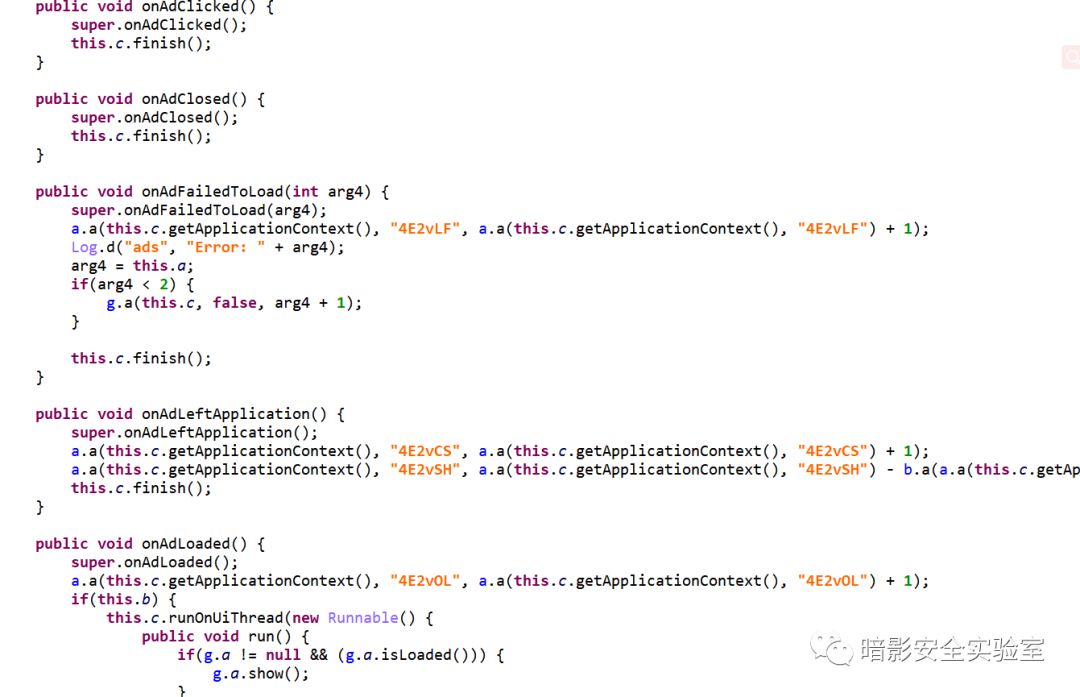 public void onAdClicked() {
    super.onAdClicked();
    this.c.finish();
}

public void onAdClosed() {
    super.onAdClosed();
    this.c.finish();
}

public void onAdFailedToLoad(int arg4) {
    super.onAdFailedToLoad(arg4);
    a.a(this.c.getApplicationContext(), "4E2vLF", a.a(this.c.getApplicationContext(), "4E2vLF") + 1);
    Log.d("ads", "Error: " + arg4);
    arg4 = this.a;
    if(arg4 < 2) {
        g.a(this.c, false, arg4 + 1);
    }

    this.c.finish();
}

public void onAdLeftApplication() {
    super.onAdLeftApplication();
    a.a(this.c.getApplicationContext(), "4E2vCS", a.a(this.c.getApplicationContext(), "4E2vCS") + 1);
    a.a(this.c.getApplicationContext(), "4E2vSH", a.a(this.c.getApplicationContext(), "4E2vSH") - b.a(a.a(this.c.getAp
    this.c.finish();
}

public void onAdLoaded() {
    super.onAdLoaded();
    a.a(this.c.getApplicationContext(), "4E2vOL", a.a(this.c.getApplicationContext(), "4E2vOL") + 1);
    if(this.b) {
        this.c.runOnUiThread(new Runnable() {
            public void run() {
                if(g.a != null && (g.a.isLoaded())) {
                    g.a.show();
                }
暗影安全实验室